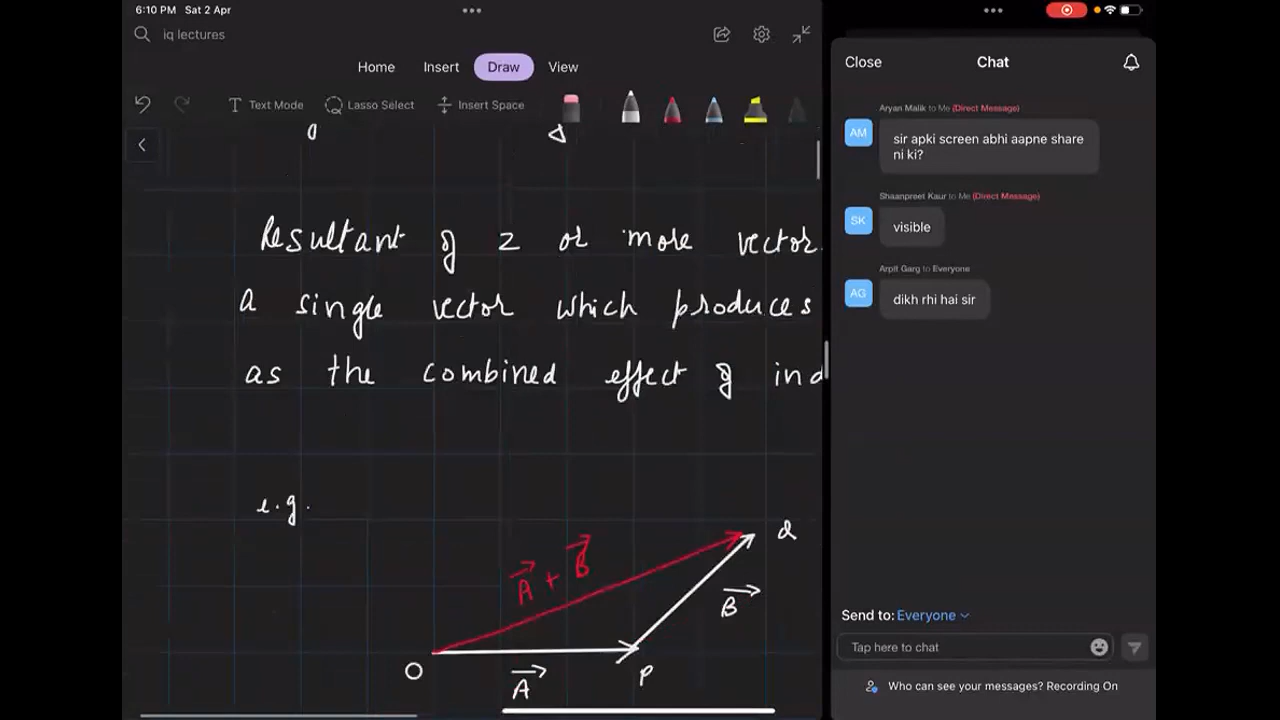 6:10 PM Sat 2 Apr
iq lectures
Home Insert Draw View
Text Mode Lasso Select Insert Space
Resultant of 2 or more vector
a single vector which produces
as the combined effect of ind
e.g.
A + B
Q
B
O
A
P
Close Chat
Aryan Malik to Me (Direct Message)
AM
sir apki screen abhi aapne share
ni ki?
Shaanpreet Kaur to Me (Direct Message)
SK
visible
Arpit Garg to Everyone
AG
dikh rhi hai sir
Send to: Everyone
Tap here to chat
Who can see your messages? Recording On